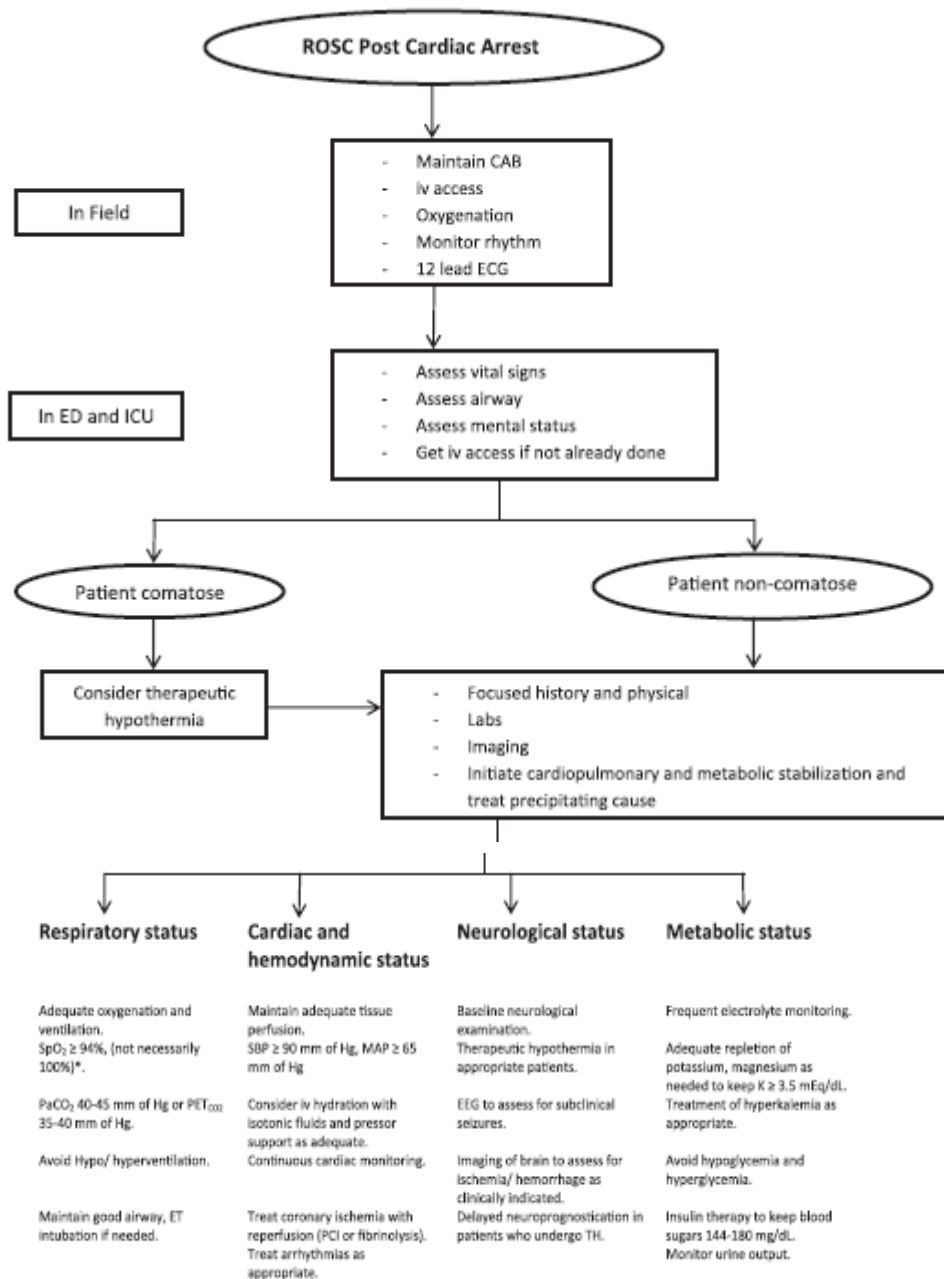 ROSC Post Cardiac Arrest
In Field
- Maintain CAB
- iv access
- Oxygenation
- Monitor rhythm
- 12 lead ECG
In ED and ICU
- Assess vital signs
- Assess airway
- Assess mental status
- Get iv access if not already done
Patient comatose
Patient non-comatose
Consider therapeutic
hypothermia
- Focused history and physical
- Labs
- Imaging
- Initiate cardiopulmonary and metabolic stabilization and
treat precipitating cause
Respiratory status
Adequate oxygenation and
ventilation.
SpO₂ ≥ 94%, (not necessarily
100%)*.
PaCO₂ 40-45 mm of Hg or PET_CO2
35-40 mm of Hg.
Avoid Hypo/ hyperventilation.
Maintain good airway, ET
intubation if needed.
Cardiac and
hemodynamic status
Maintain adequate tissue
perfusion.
SBP ≥ 90 mm of Hg, MAP ≥ 65
mm of Hg
Consider iv hydration with
isotonic fluids and pressor
support as adequate.
Continuous cardiac monitoring.
Treat coronary ischemia with
reperfusion (PCI or fibrinolysis).
Treat arrhythmias as
appropriate.
Neurological status
Baseline neurological
examination.
Therapeutic hypothermia in
appropriate patients.
EEG to assess for subclinical
seizures.
Imaging of brain to assess for
ischemia/ hemorrhage as
clinically indicated.
Delayed neuroprognostication in
patients who undergo TH.
Metabolic status
Frequent electrolyte monitoring.
Adequate repletion of
potassium, magnesium as
needed to keep K ≥ 3.5 mEq/dL.
Treatment of hyperkalemia as
appropriate.
Avoid hypoglycemia and
hyperglycemia.
Insulin therapy to keep blood
sugars 144-180 mg/dL.
Monitor urine output.